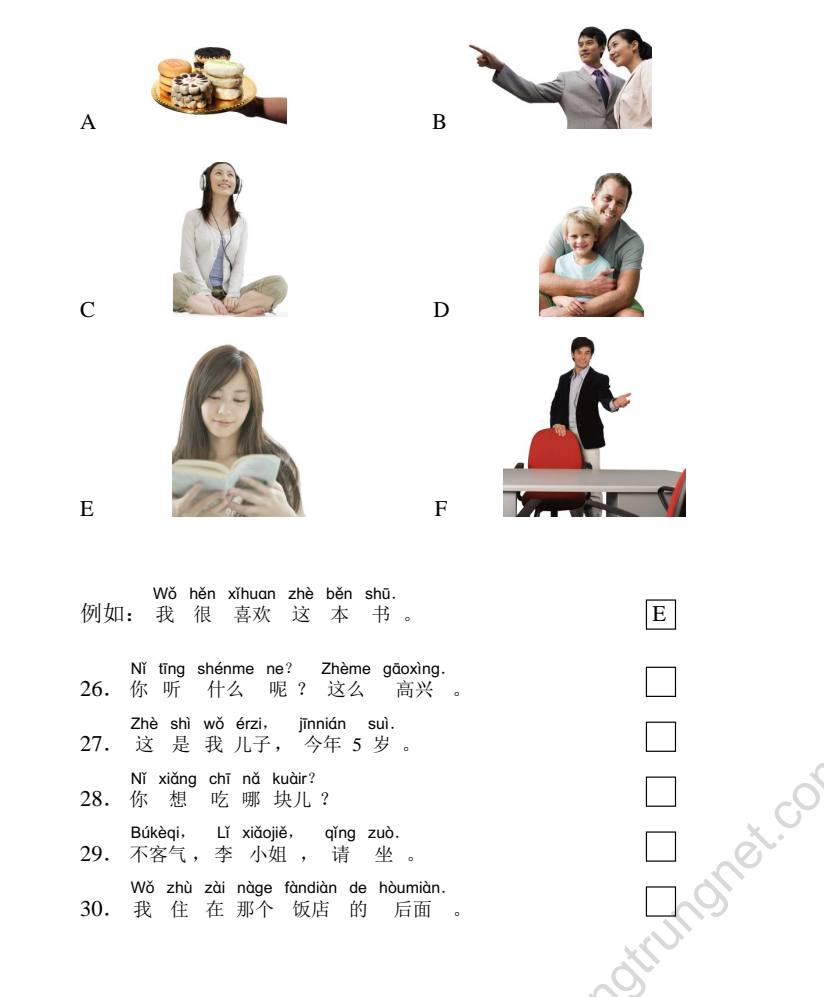 A
B
C
D
E
F
Wǒ hěn xǐhuan zhè běn shū.
例如： 我 很 喜欢 这 本 书 。
E
Nǐ tīng shénme ne？ Zhème gāoxìng.
26． 你 听 什么 呢 ？ 这么 高兴 。
Zhè shì wǒ érzi， jīnnián suì.
27． 这 是 我 儿子， 今年 5 岁 。
Nǐ xiǎng chī nǎ kuàir？
28． 你 想 吃 哪 块儿 ？
Búkèqi， Lǐ xiǎojiě， qǐng zuò.
29． 不客气 ，李 小姐 ， 请 坐 。
Wǒ zhù zài nàge fàndiàn de hòumiàn.
30． 我 住 在 那个 饭店 的 后面 。
ngtrungnet.com